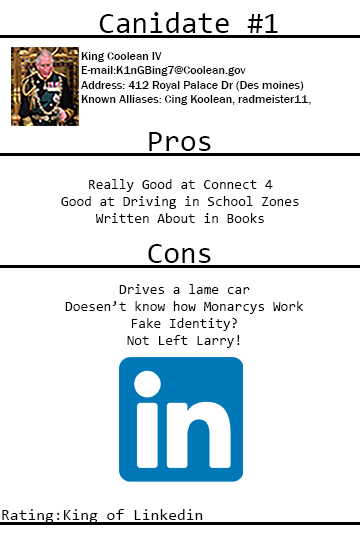 Canidate #1
King Coolean IV
E-mail:K1nGBing7@Coolean.gov
Address: 412 Royal Palace Dr (Des moines)
Known Alliases: Cing Koolean, radmeister11,
Pros
Really Good at Connect 4
Good at Driving in School Zones
Written About in Books
Cons
Drives a lame car
Doesen’t know how Monarcys Work
Fake Identity?
Not Left Larry!
in
Rating:King of Linkedin